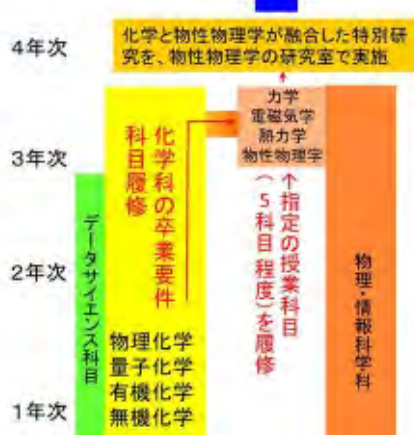 4年次
化学と物性物理学が融合した特別研
究を、物性物理学の研究室で実施
力学
電磁気学
熱力学
物性物理学
3年次
化学科の卒業要件
科目履修
↑指定の授業科目
(5科目程度)を履修
データサイエンス科目
2年次
物理・情報科学科
物理化学
量子化学
有機化学
無機化学
1年次